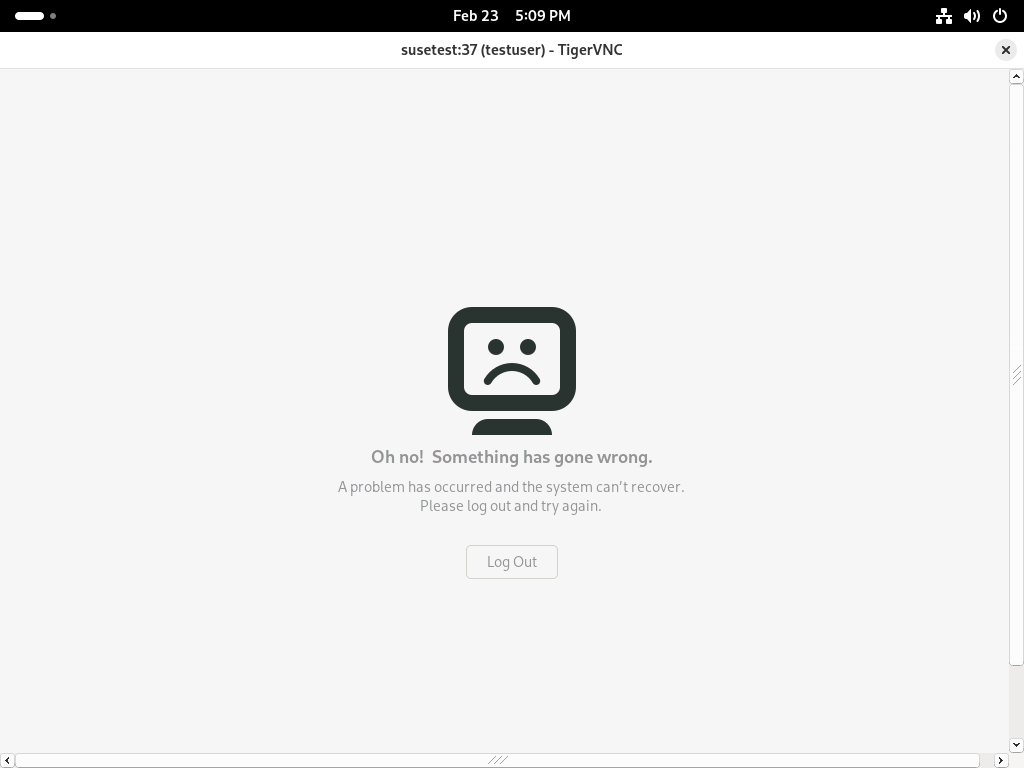 Feb 23 5:09 PM
susetest:37 (testuser) - TigerVNC
Oh no! Something has gone wrong.
A problem has occurred and the system can’t recover.
Please log out and try again.
Log Out